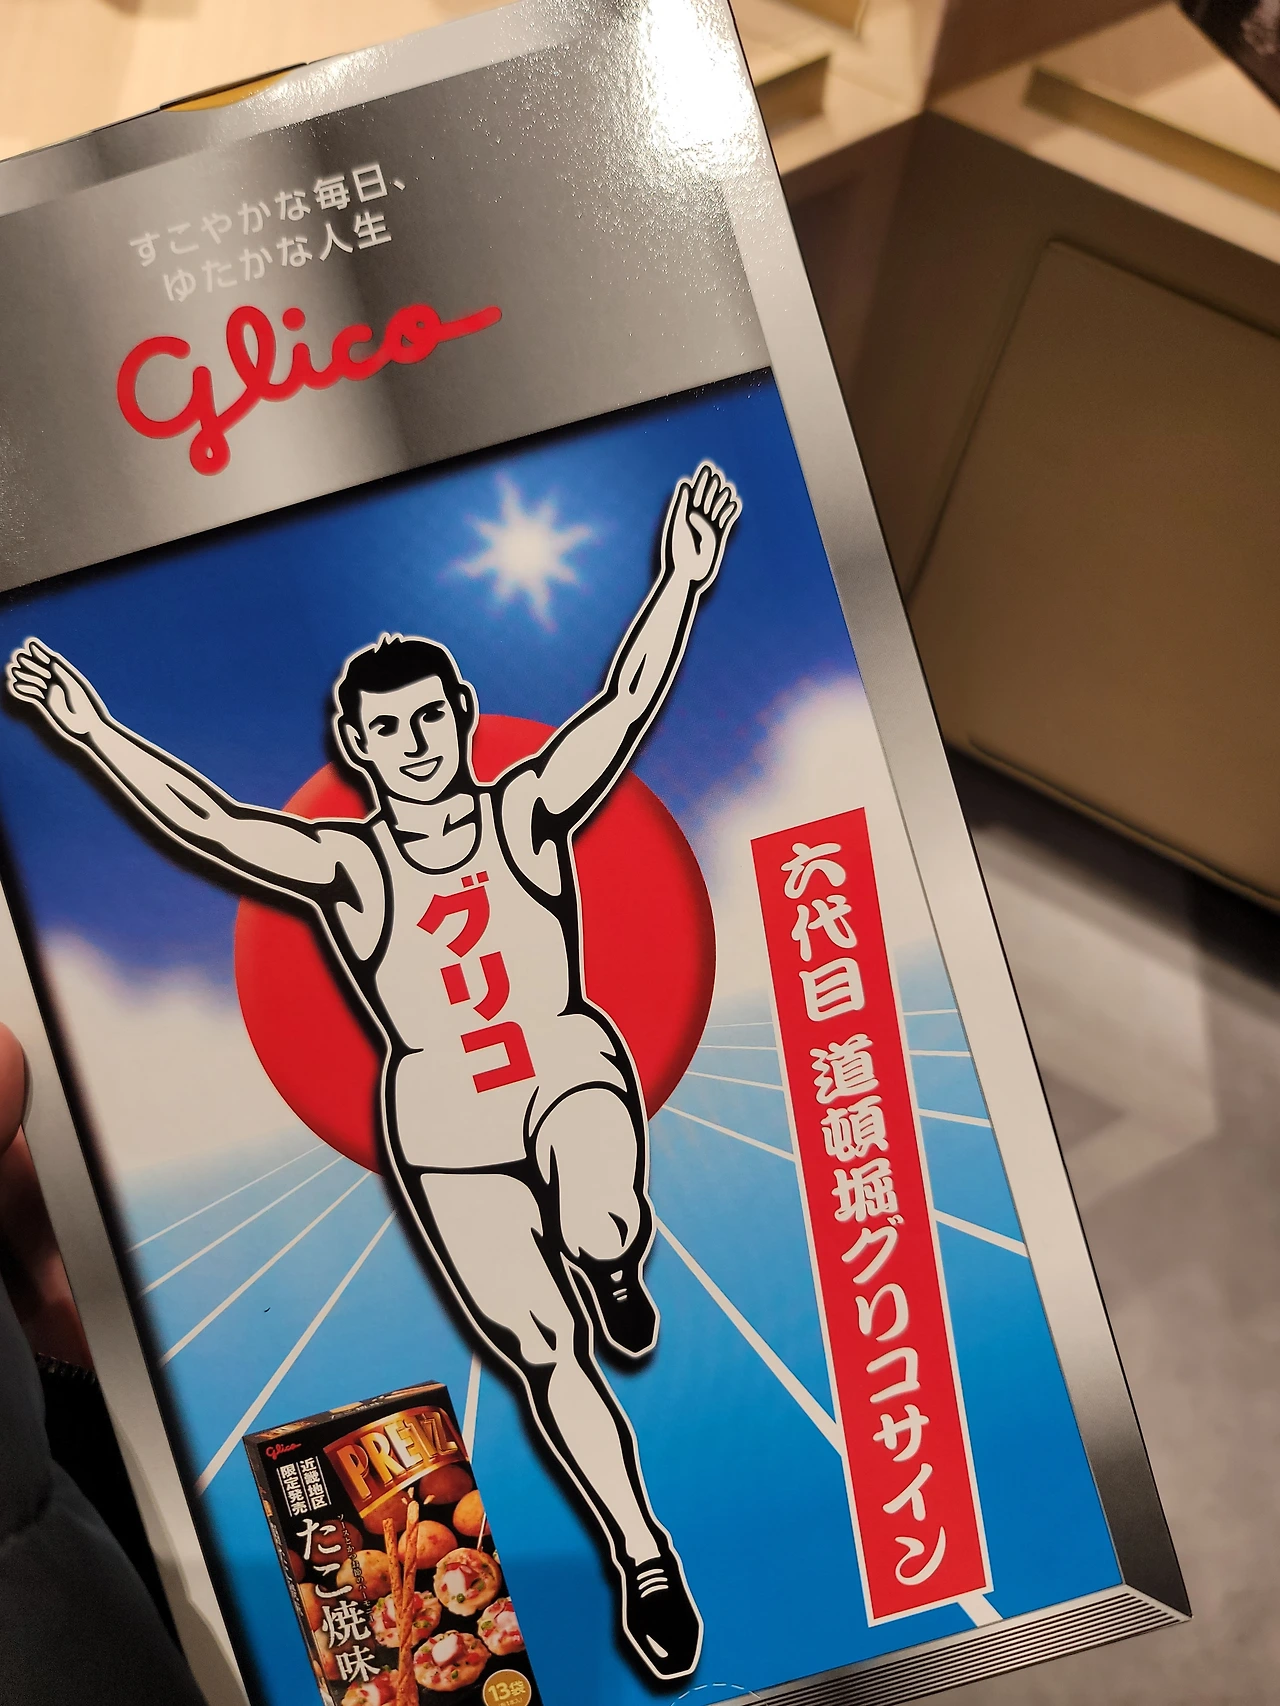 すこやかな毎日、
ゆたかな人生
glico
グリコ
六代目 道頓堀グリコサイン
glico
PRETZ
近畿地区
限定発売
たこ焼味
13袋